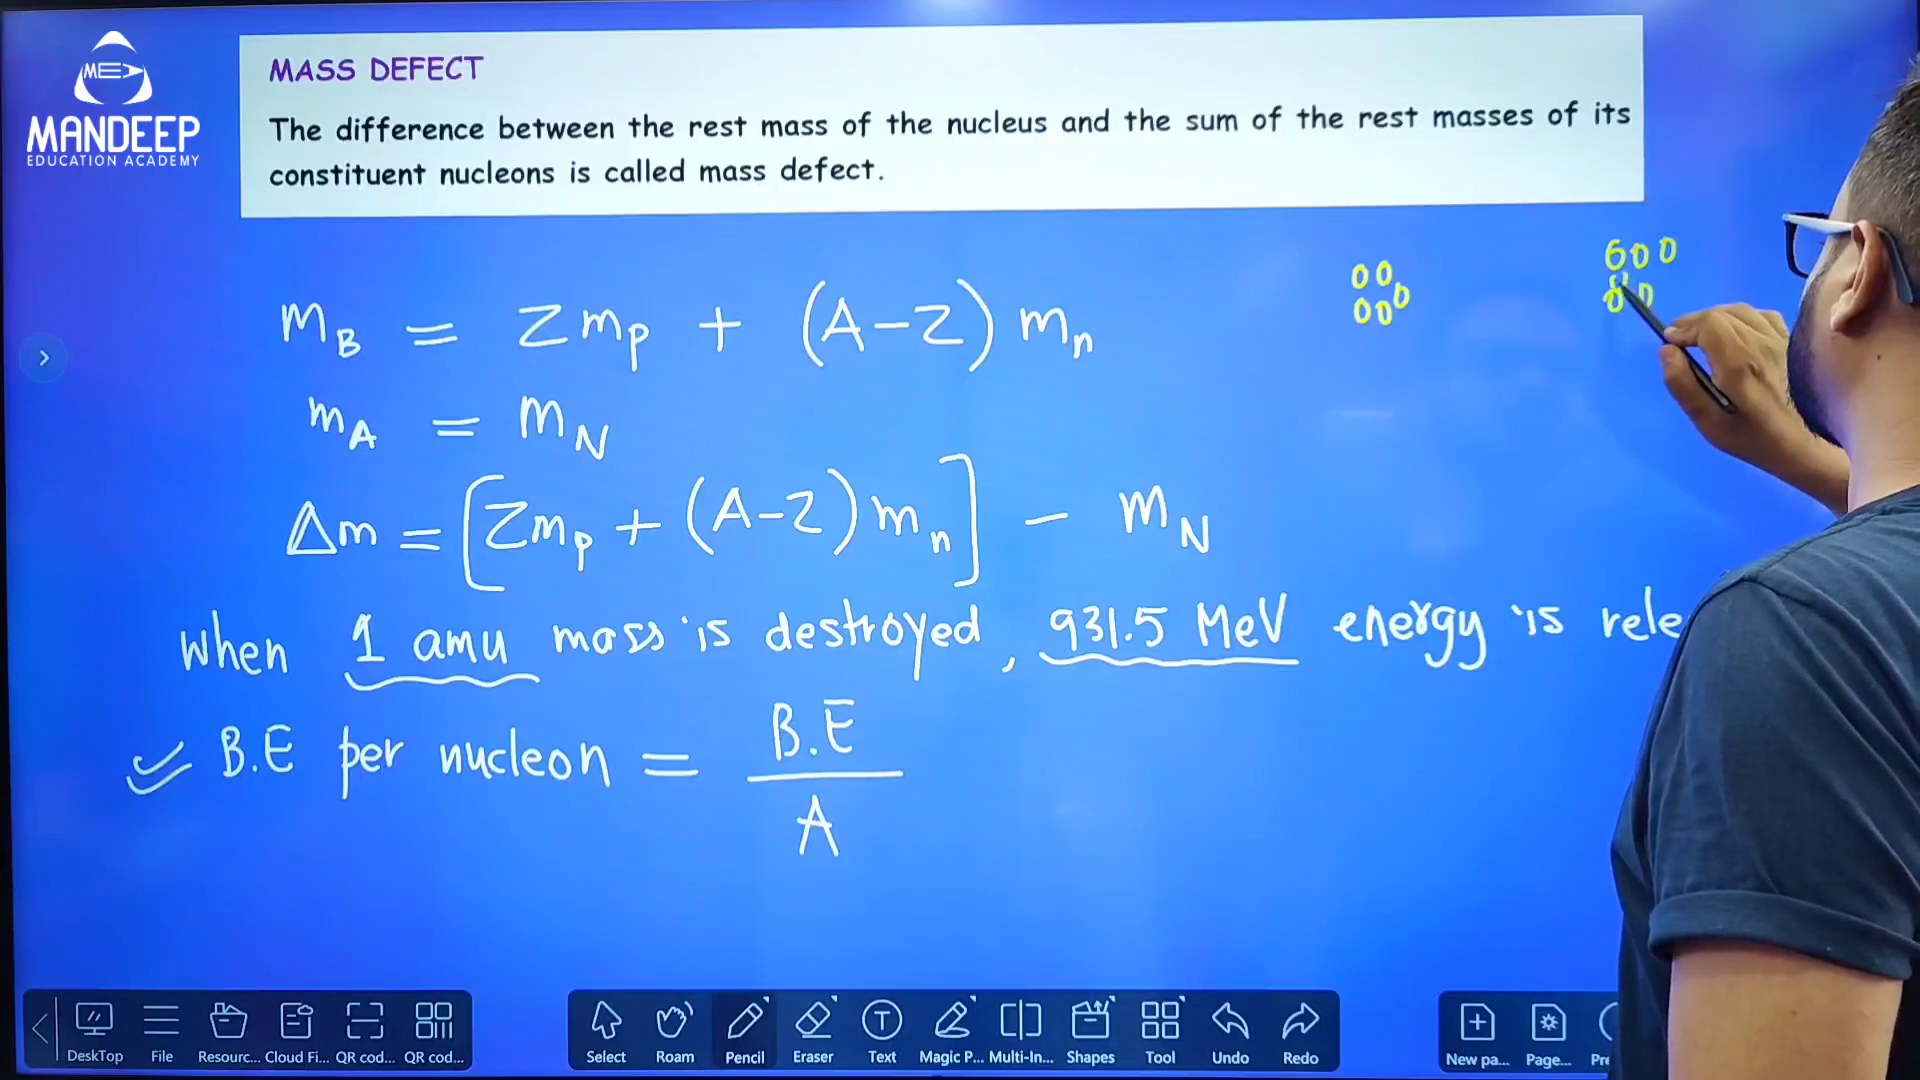 MASS DEFECT
The difference between the rest mass of the nucleus and the sum of the rest masses of its
constituent nucleons is called mass defect.
MEA
MANDEEP
EDUCATION ACADEMY
m_B = Zm_p + (A-Z) m_n
m_A = m_N
Δm = [Zm_p + (A-Z) m_n] - m_N
When 1 amu mass is destroyed, 931.5 MeV energy is rele
B.E per nucleon = B.E
A
DeskTop File Resourc... Cloud Fi... QR cod... QR cod... Select Roam Pencil Eraser Text Magic P... Multi-In... Shapes Tool Undo Redo New pa... Page... Pre